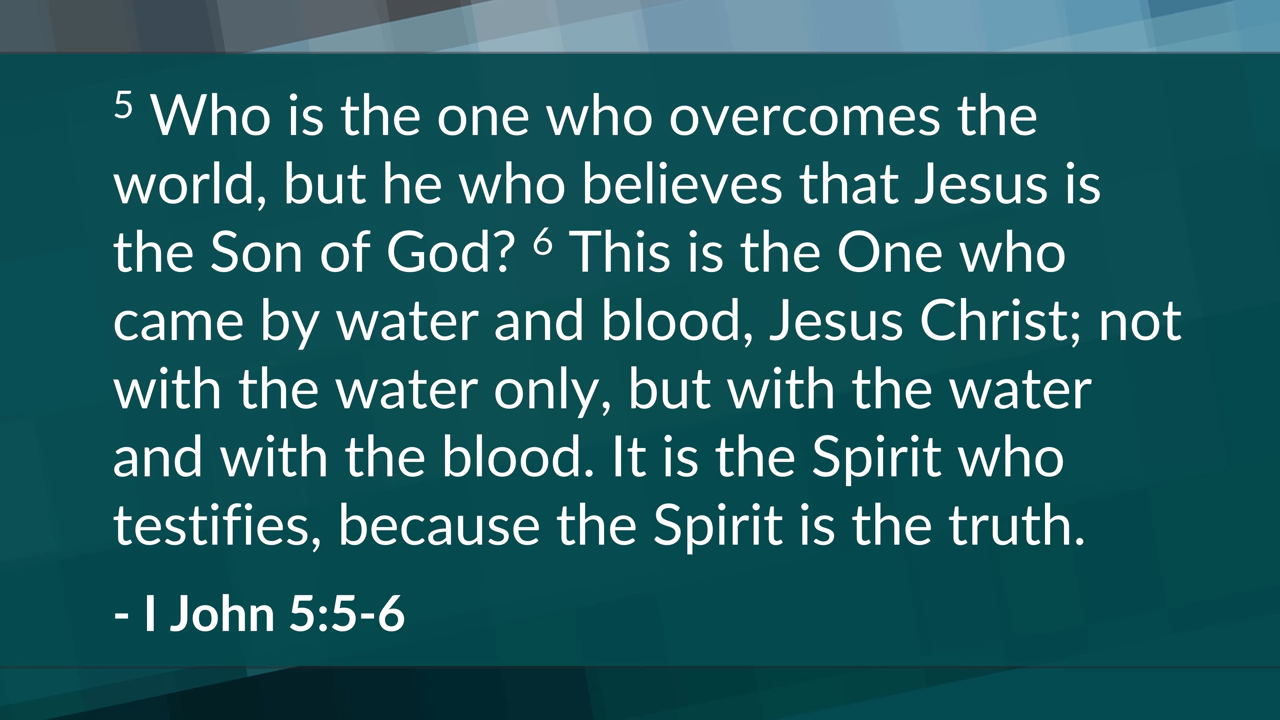 5 Who is the one who overcomes the
world, but he who believes that Jesus is
the Son of God? 6 This is the One who
came by water and blood, Jesus Christ; not
with the water only, but with the water
and with the blood. It is the Spirit who
testifies, because the Spirit is the truth.
- I John 5:5-6